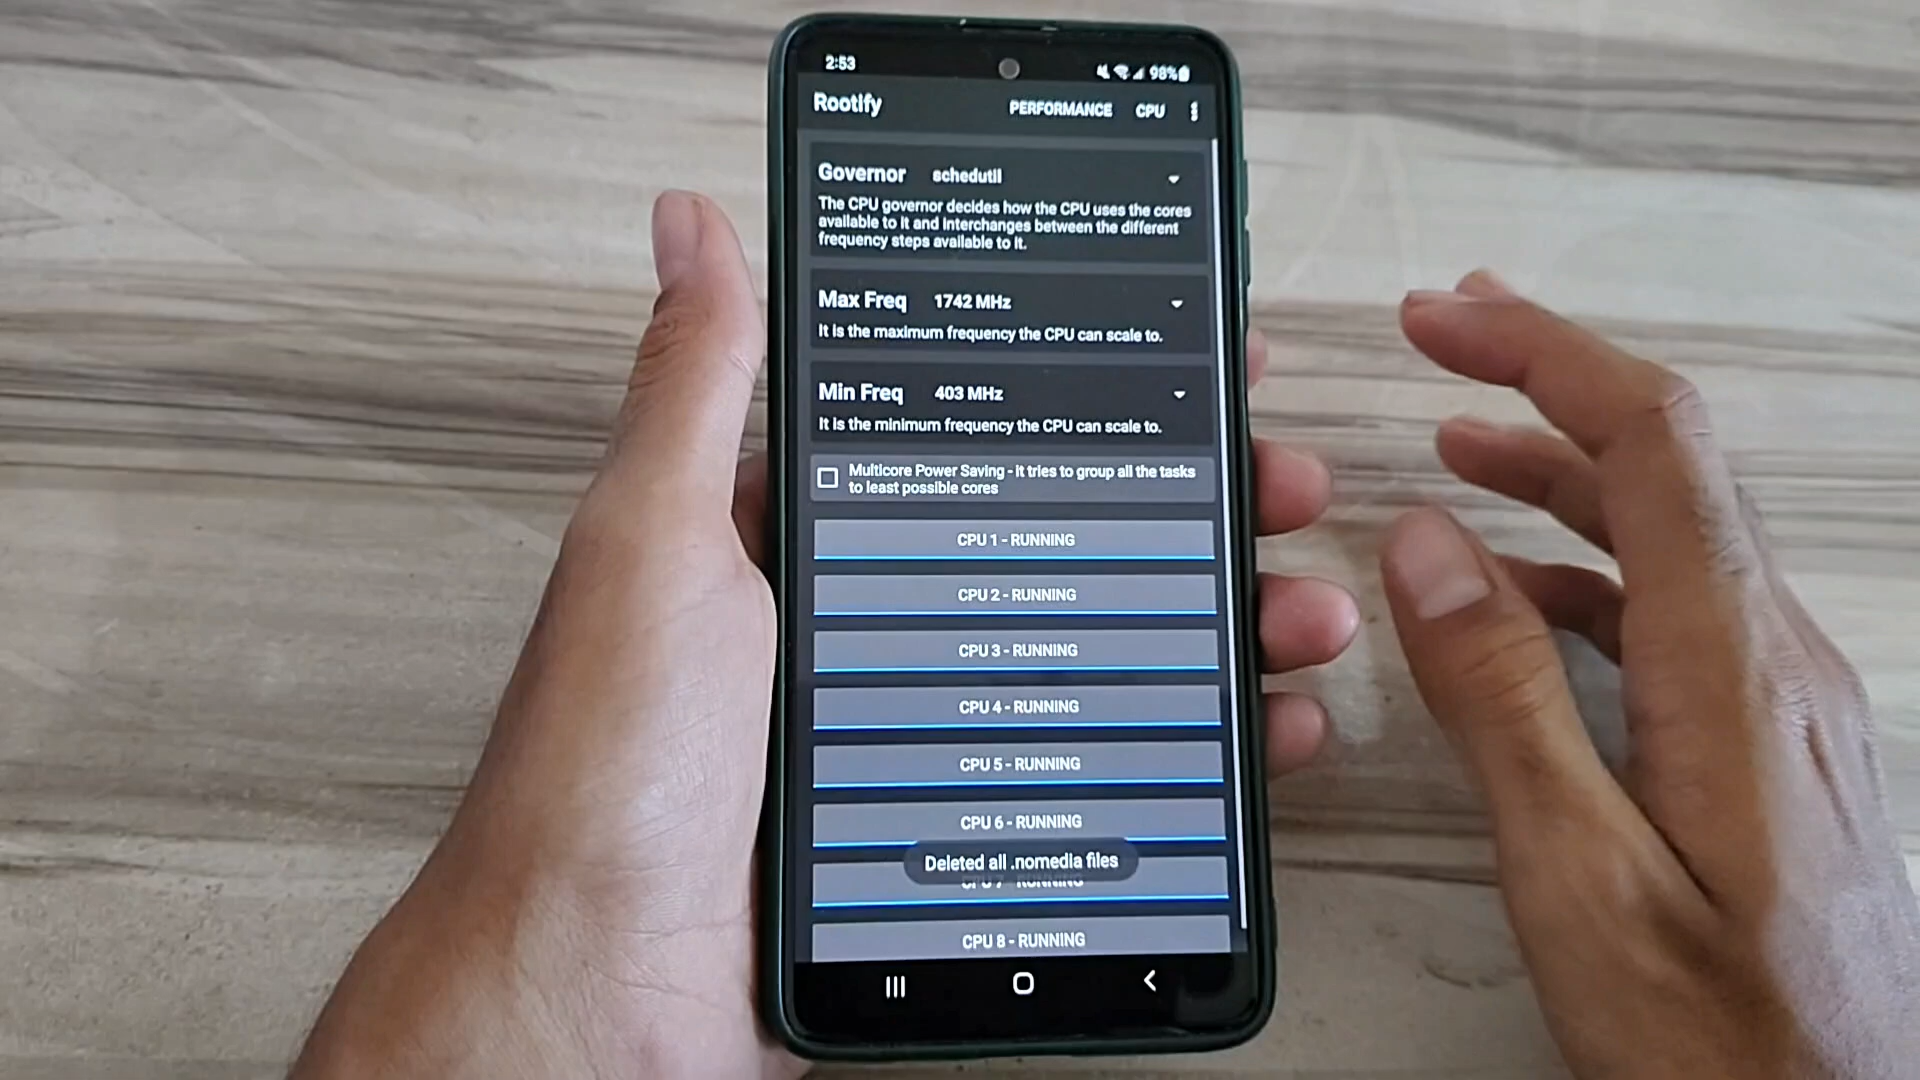 2:53
98%
Rootify PERFORMANCE CPU
Governor schedutil
The CPU governor decides how the CPU uses the cores
available to it and interchanges between the different
frequency steps available to it.
Max Freq 1742 MHz
It is the maximum frequency the CPU can scale to.
Min Freq 403 MHz
It is the minimum frequency the CPU can scale to.
Multicore Power Saving - it tries to group all the tasks
to least possible cores
CPU 1 - RUNNING
CPU 2 - RUNNING
CPU 3 - RUNNING
CPU 4 - RUNNING
CPU 5 - RUNNING
CPU 6 - RUNNING
Deleted all .nomedia files
CPU 7 - RUNNING
CPU 8 - RUNNING